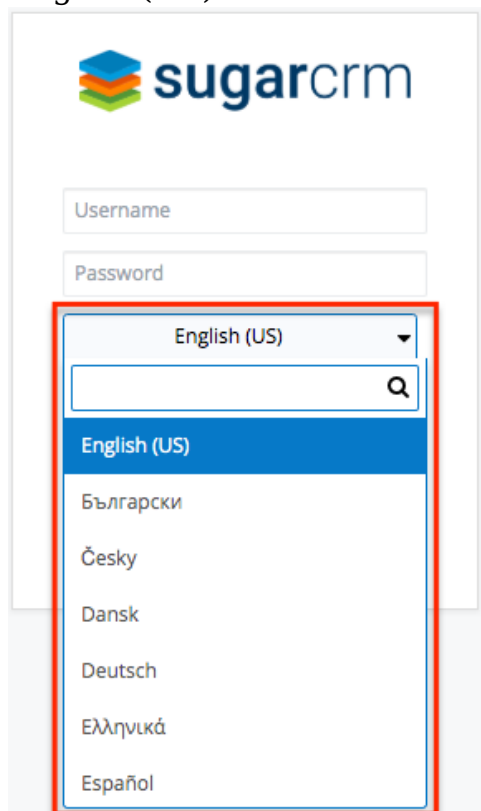 sugarcrm
Username
Password
English (US)
English (US)
Български
Česky
Dansk
Deutsch
Ελληνικά
Español